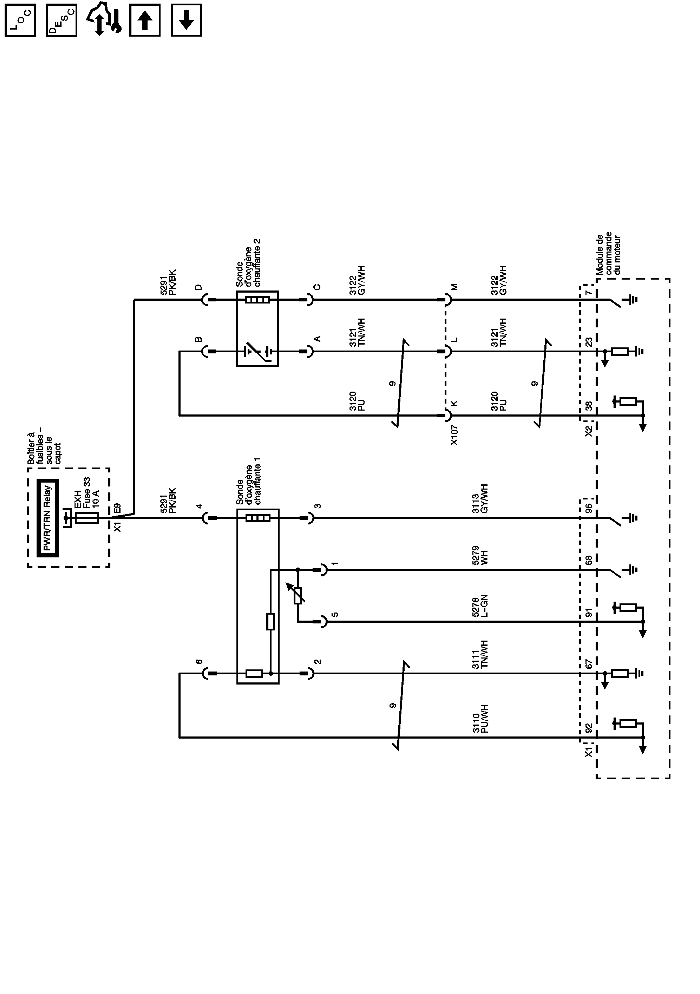 LOC
DESC
Boîtier à
fusibles –
sous le
capot
PWR/TRN Relay
EXH
Fuse 33
10 A
X1
E9
5291
PK/BK
D
B
Sonde
d'oxygène
chauffante 2
C
A
3122
GY/WH
3121
TN/WH
3120
PU
9
M
L
K
X107
3122
GY/WH
3121
TN/WH
3120
PU
9
7
23
38
X2
Module de
commande
du moteur
5291
PK/BK
4
6
Sonde
d'oxygène
chauffante 1
3
1
5
2
9
3113
GY/WH
5279
WH
5278
L-GN
3111
TN/WH
3110
PU/WH
96
68
91
67
92
X1